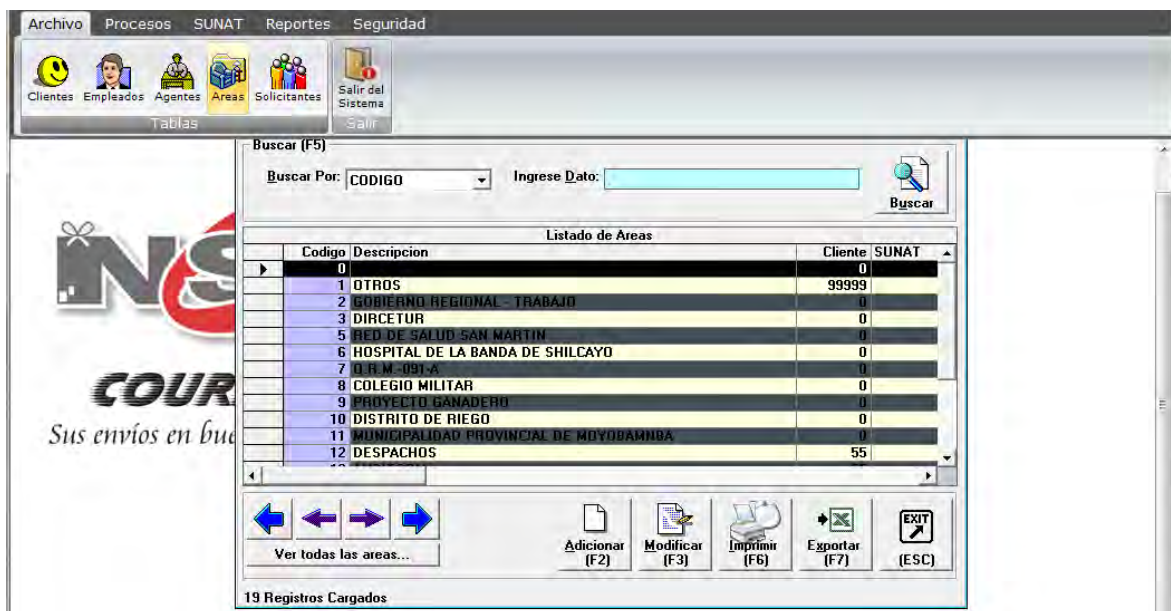 Archivo Procesos SUNAT Reportes Seguridad
Clientes Empleados Agentes Areas Solicitantes Salir del Sistema
Tablas Salir
Buscar (F5)
Buscar Por: CODIGO Ingrese Dato: Buscar
Listado de Areas
Codigo Descripcion Cliente SUNAT
0 0
1 OTROS 99999
2 GOBIERNO REGIONAL - TRABAJO 0
3 DIRCETUR 0
5 RED DE SALUD SAN MARTIN 0
6 HOSPITAL DE LA BANDA DE SHILCAYO 0
7 O.R.M.-091-A 0
8 COLEGIO MILITAR 0
9 PROYECTO GANADERO 0
10 DISTRITO DE RIEGO 0
11 MUNICIPALIDAD PROVINCIAL DE MOYOBAMNBA 0
12 DESPACHOS 55
COUR
Sus envíos en bue
Ver todas las areas...
Adicionar (F2) Modificar (F3) Imprimir (F6) Exportar (F7) EXIT (ESC)
19 Registros Cargados